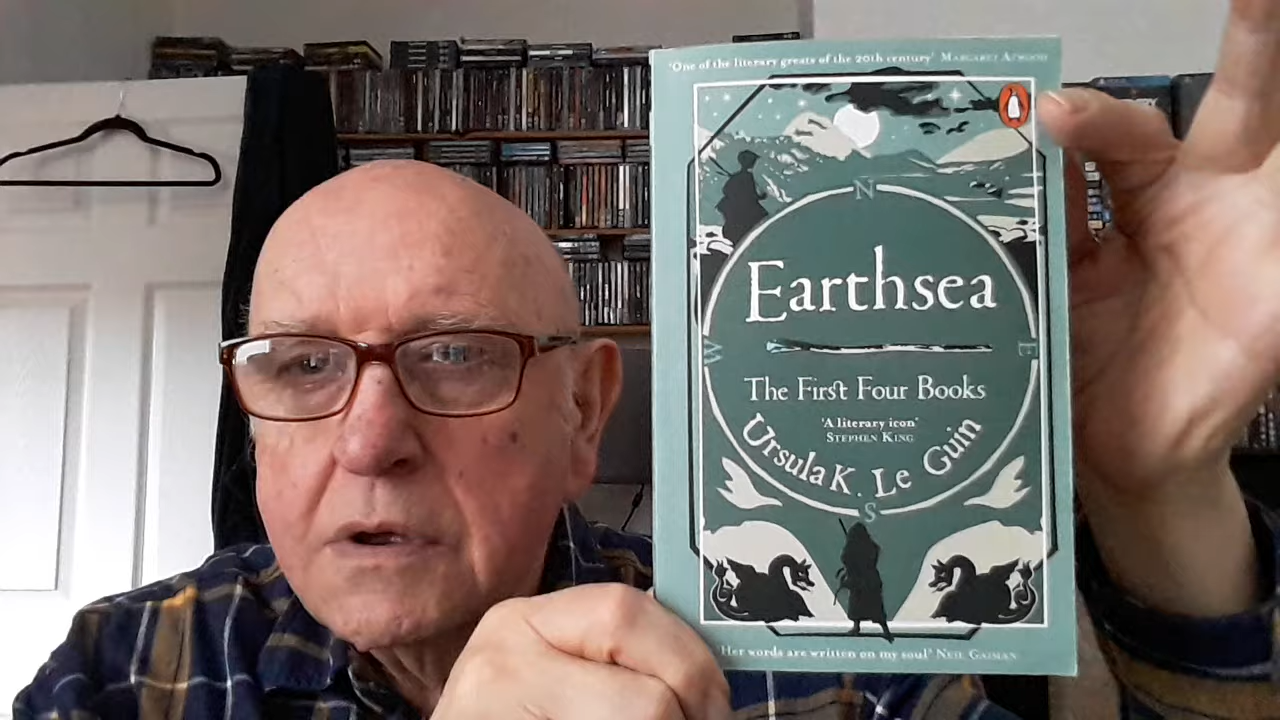 'One of the literary greats of the 20th century' MARGARET ATWOOD
N
Earthsea
W E
The First Four Books
'A literary icon'
STEPHEN KING
Ursula K. Le Guin
S
'Her words are written on my soul' NEIL GAIMAN